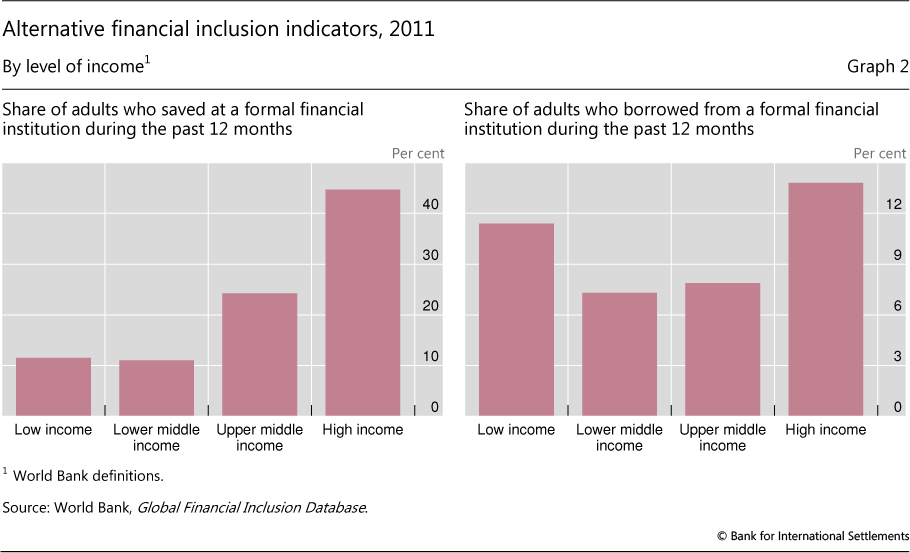 Alternative financial inclusion indicators, 2011
By level of income1
Graph 2
Share of adults who saved at a formal financial
institution during the past 12 months
Per cent
40
30
20
10
0
Low income
Lower middle
income
Upper middle
income
High income
Share of adults who borrowed from a formal financial
institution during the past 12 months
Per cent
12
9
6
3
0
Low income
Lower middle
income
Upper middle
income
High income
1 World Bank definitions.
Source: World Bank, Global Financial Inclusion Database.
© Bank for International Settlements